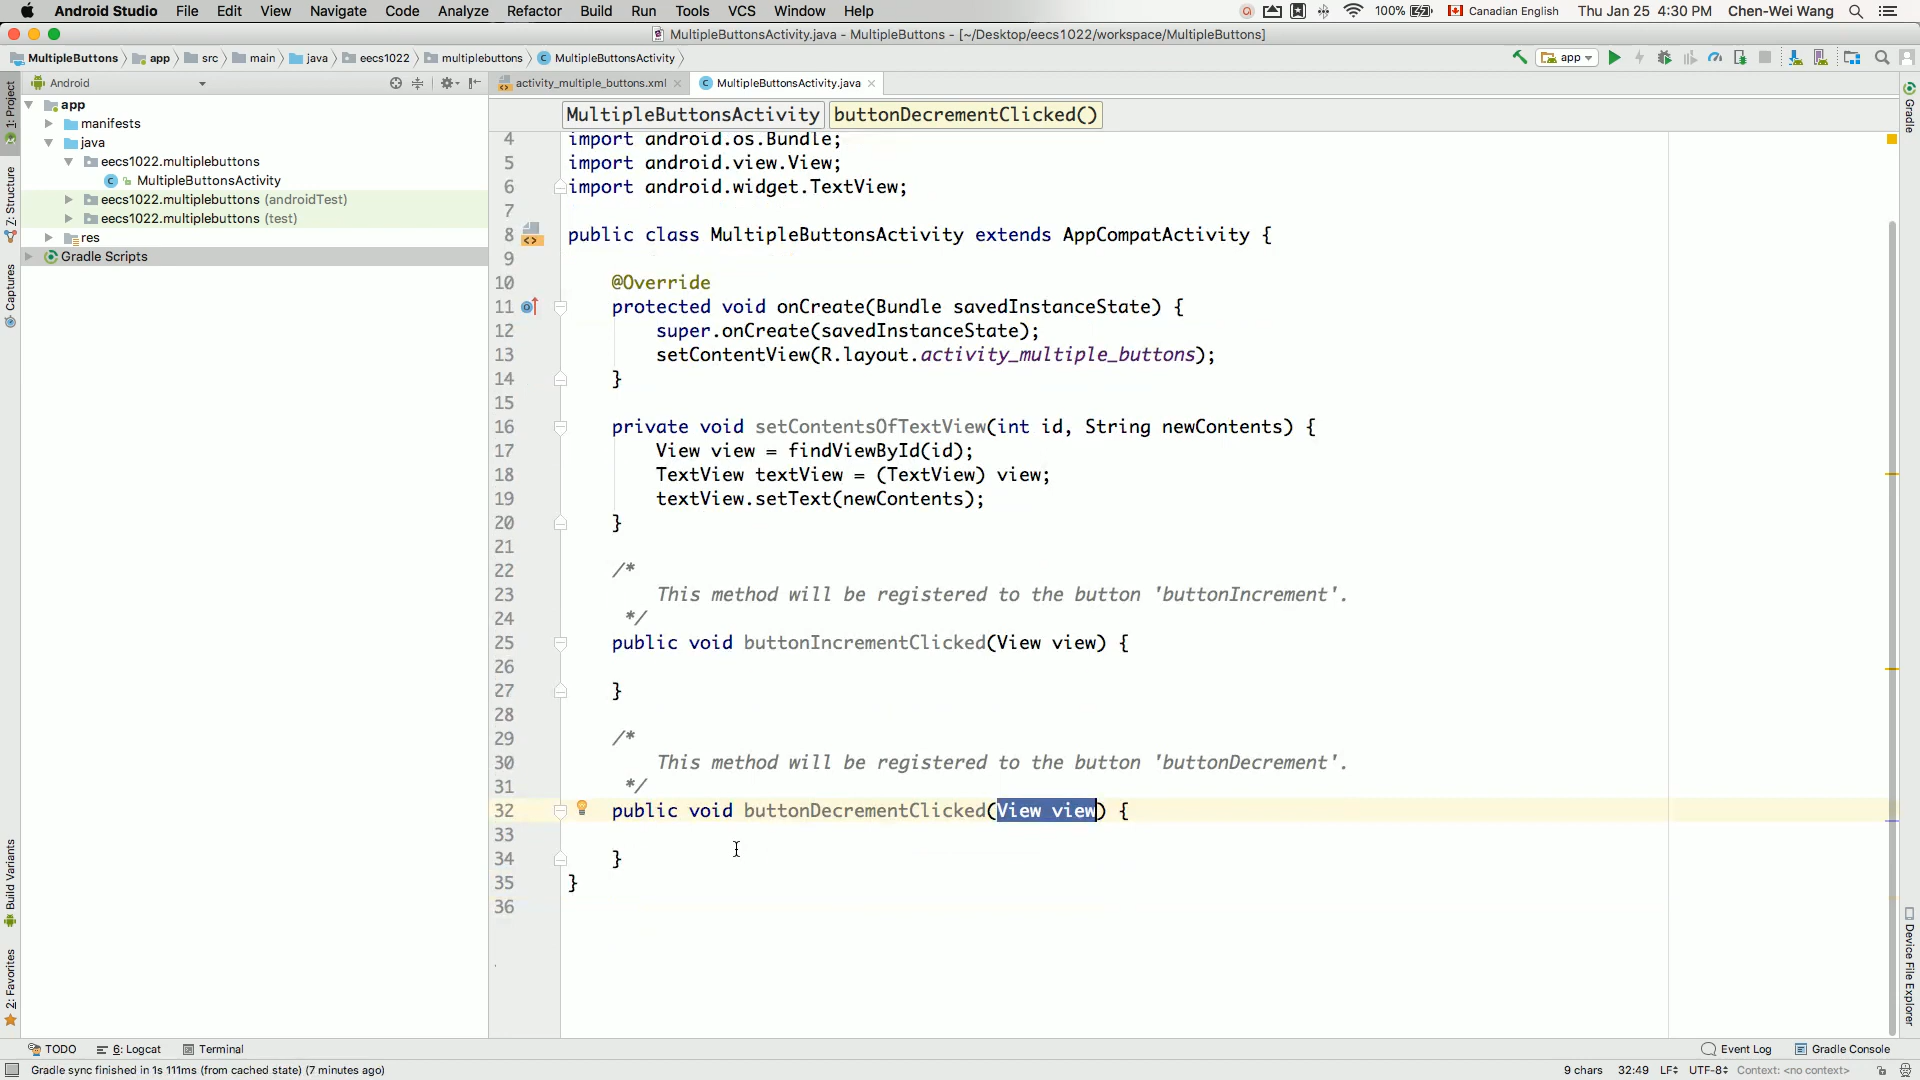 Android Studio File Edit View Navigate Code Analyze Refactor Build Run Tools VCS Window Help 100% Canadian English Thu Jan 25 4:30 PM Chen-Wei Wang
MultipleButtonsActivity.java - MultipleButtons - [~/Desktop/eecs1022/workspace/MultipleButtons]
MultipleButtons app src main java eecs1022 multiplebuttons MultipleButtonsActivity app
Android activity_multiple_buttons.xml MultipleButtonsActivity.java
MultipleButtonsActivity buttonDecrementClicked()
1: Project
Z: Structure
Captures
Build Variants
2: Favorites
app
manifests
java
eecs1022.multiplebuttons
MultipleButtonsActivity
eecs1022.multiplebuttons (androidTest)
eecs1022.multiplebuttons (test)
res
Gradle Scripts
4 import android.os.Bundle;
5 import android.view.View;
6 import android.widget.TextView;
7
8 public class MultipleButtonsActivity extends AppCompatActivity {
9
10 @Override
11 protected void onCreate(Bundle savedInstanceState) {
12 super.onCreate(savedInstanceState);
13 setContentView(R.layout.activity_multiple_buttons);
14 }
15
16 private void setContentsOfTextView(int id, String newContents) {
17 View view = findViewById(id);
18 TextView textView = (TextView) view;
19 textView.setText(newContents);
20 }
21
22 /*
23 This method will be registered to the button 'buttonIncrement'.
24 */
25 public void buttonIncrementClicked(View view) {
26
27 }
28
29 /*
30 This method will be registered to the button 'buttonDecrement'.
31 */
32 public void buttonDecrementClicked(View view) {
33
34 }
35 }
36
Gradle
Device File Explorer
TODO 6: Logcat Terminal Event Log Gradle Console
Gradle sync finished in 1s 111ms (from cached state) (7 minutes ago) 9 chars 32:49 LF UTF-8 Context: <no context>